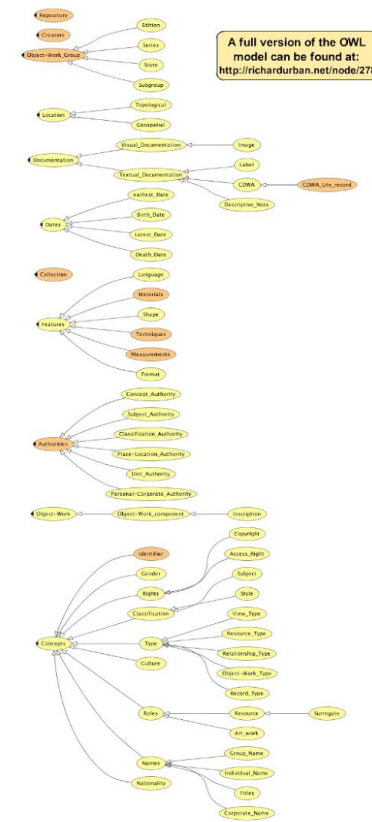 Repository
Creators
Object-Work_Group
Edition
Series
State
Subgroup
A full version of the OWL
model can be found at:
http://richardurban.net/node/278
Location
Topological
Geospatial
Documentation
Visual_Documentation
Image
Textual_Documentation
Label
CDWA
CDWA_Lite_record
Descriptive_Note
Dates
earliest_Date
Birth_Date
Latest_Date
Death_Date
Collection
Features
Language
Materials
Shape
Techniques
Measurements
Format
Authorities
Concept_Authority
Subject_Authority
Classification_Authority
Place-Location_Authority
Unit_Authority
Personal-Corporate_Authority
Object-Work
Object-Work_component
Inscription
Concepts
Identifier
Gender
Rights
Copyright
Access_Right
Classification
Subject
Style
Type
View_Type
Resource_Type
Relationship_Type
Object-Work_Type
Record_Type
Culture
Roles
Resource
Surrogate
Art_work
Names
Group_Name
Individual_Name
Titles
Corporate_Name
Nationality